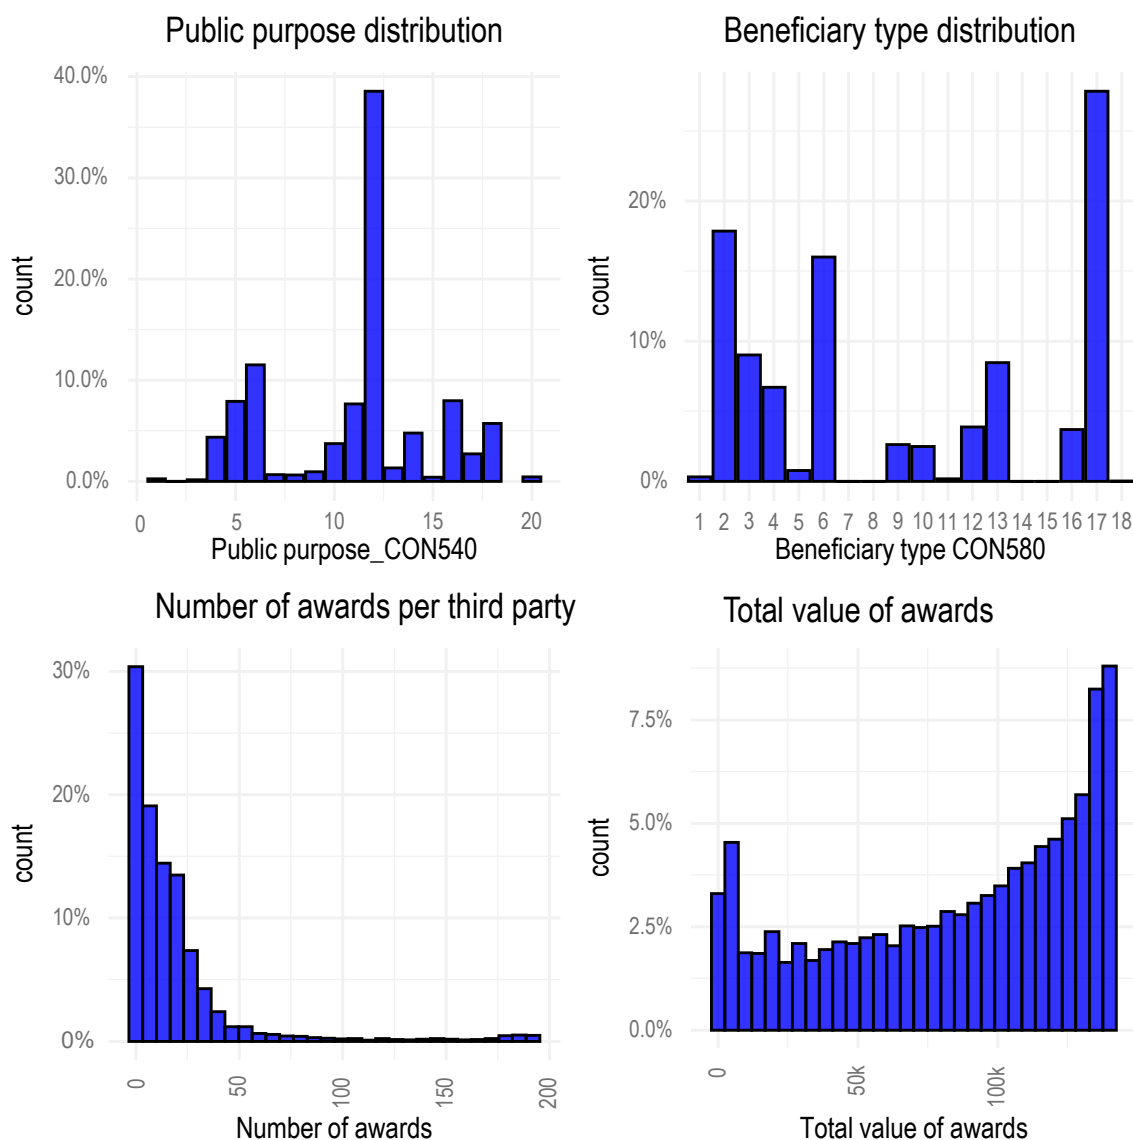 Public purpose distribution
40.0%
30.0%
20.0%
10.0%
0.0%
count
0 5 10 15 20
Public purpose_CON540
Beneficiary type distribution
20%
10%
0%
count
1 2 3 4 5 6 7 8 9 10 11 12 13 14 15 16 17 18
Beneficiary type CON580
Number of awards per third party
30%
20%
10%
0%
count
0 50 100 150 200
Number of awards
Total value of awards
7.5%
5.0%
2.5%
0.0%
count
0 50k 100k
Total value of awards